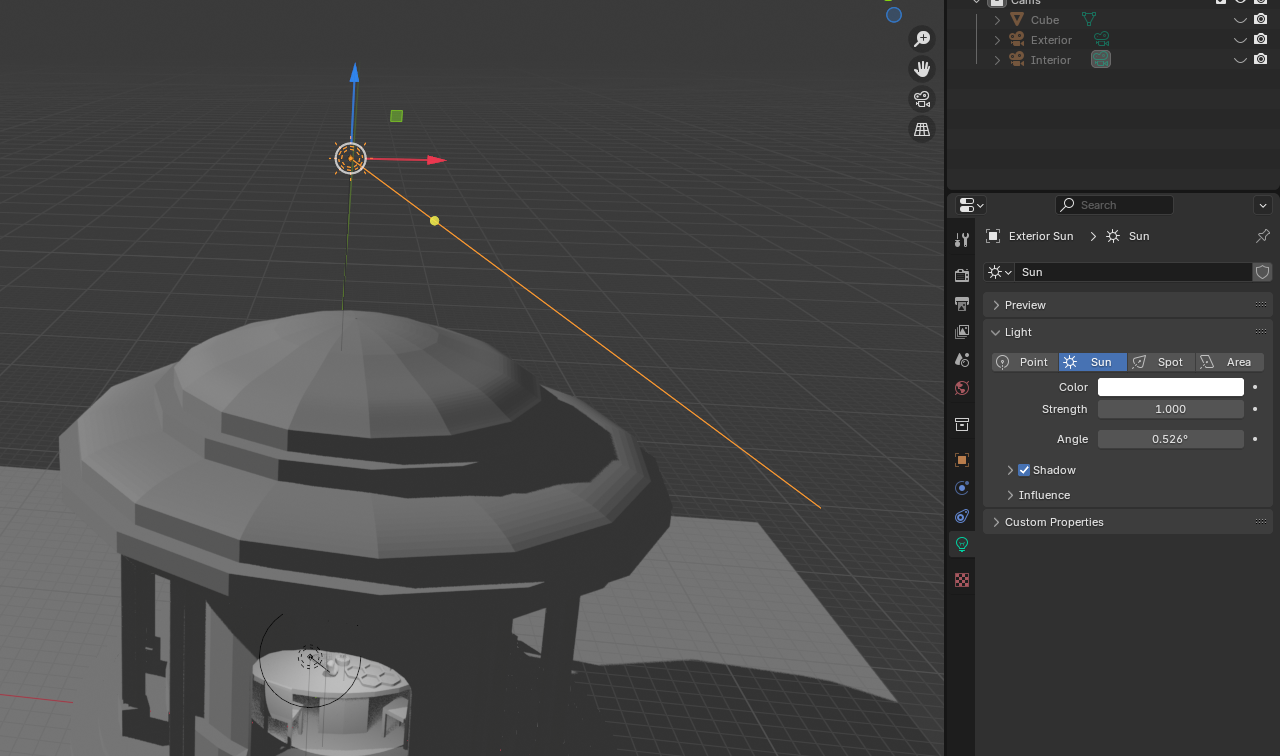 Cams
Cube
Exterior
Interior
Search
Exterior Sun > Sun
Sun
Preview
Light
Point Sun Spot Area
Color
Strength 1.000
Angle 0.526°
Shadow
Influence
Custom Properties